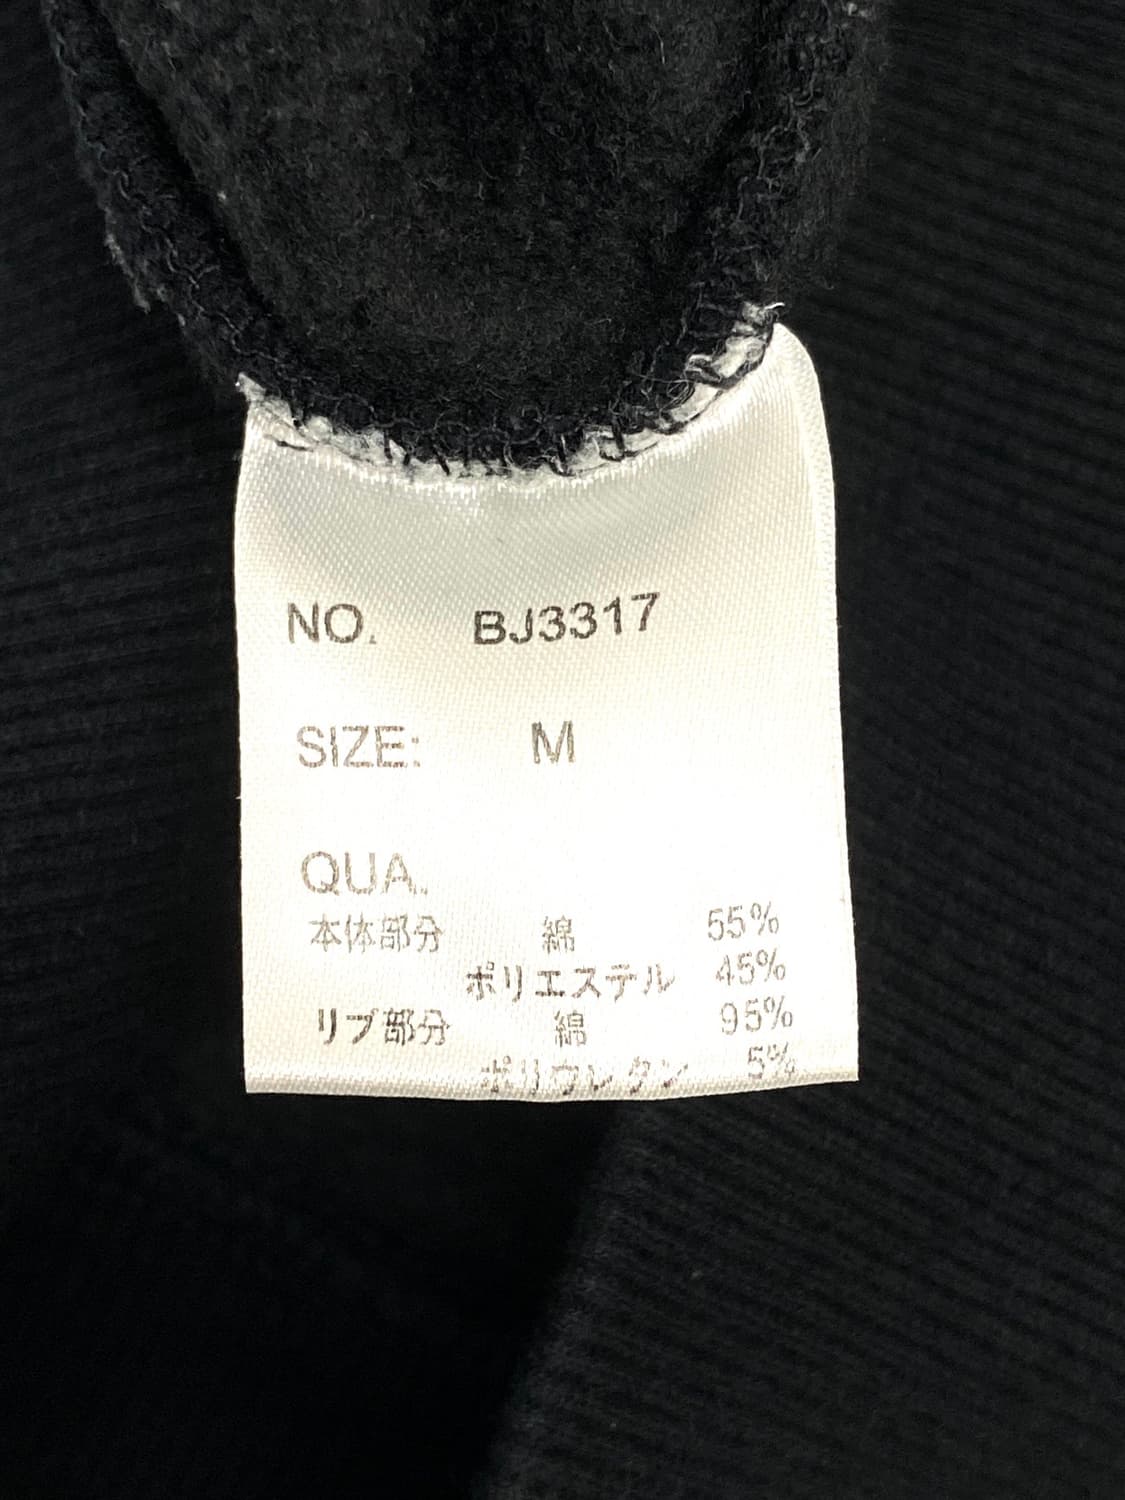 NO. BJ3317
SIZE: M
QUA.
本体部分 綿 55%
ポリエステル 45%
リブ部分 綿 95%
ポリウレタン 5%